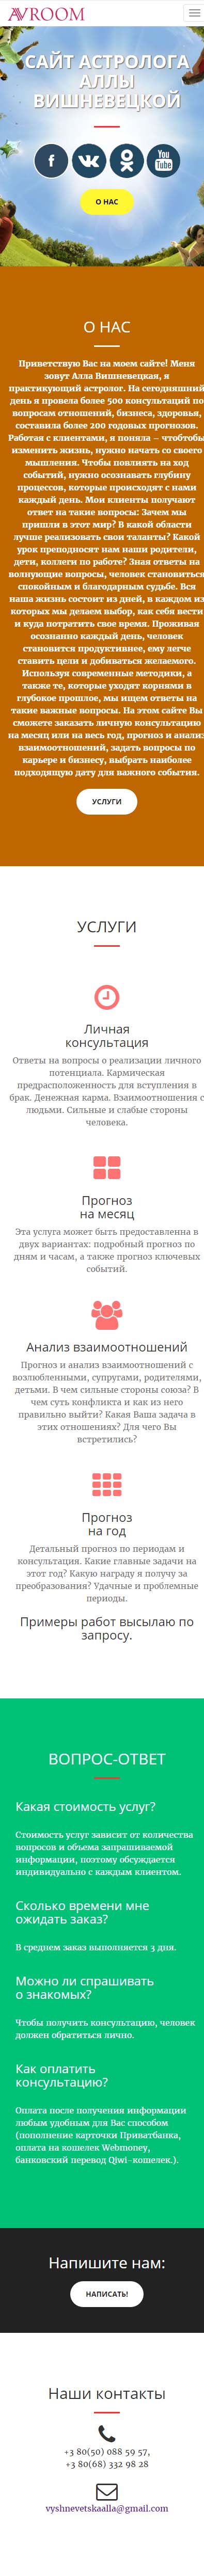 AVROOM
САЙТ АСТРОЛОГА
АЛЛЫ
ВИШНЕВЕЦКОЙ
f
You
Tube
О НАС
О НАС
Приветствую Вас на моем сайте! Меня
зовут Алла Вишневецкая, я
практикующий астролог. На сегодняшний
день я провела более 500 консультаций по
вопросам отношений, бизнеса, здоровья,
составила более 200 годовых прогнозов.
Работая с клиентами, я поняла – чтобтобы
изменить жизнь, нужно начать со своего
мышления. Чтобы повлиять на ход
событий, нужно осознавать глубину
процессов, которые происходят с нами
каждый день. Мои клиенты получают
ответ на такие вопросы: Зачем мы
пришли в этот мир? В какой области
лучше реализовать свои таланты? Какой
урок преподносят нам наши родители,
дети, коллеги по работе? Зная ответы на
волнующие вопросы, человек становиться
спокойным и благодарным судьбе. Вся
наша жизнь состоит из дней, в каждом из
которых мы делаем выбор, как себя вести
и куда потратить свое время. Проживая
осознанно каждый день, человек
становится продуктивнее, ему легче
ставить цели и добиваться желаемого.
Используя современные методики, а
также те, которые уходят корнями в
глубокое прошлое, мы ищем ответы на
такие важные вопросы. На этом сайте Вы
сможете заказать личную консультацию
на месяц или на весь год, прогноз и анализ
взаимоотношений, задать вопросы по
карьере и бизнесу, выбрать наиболее
подходящую дату для важного события.
УСЛУГИ
УСЛУГИ
Личная
консультация
Ответы на вопросы о реализации личного
потенциала. Кармическая
предрасположенность для вступления в
брак. Денежная карма. Взаимоотношения с
людьми. Сильные и слабые стороны
человека.
Прогноз
на месяц
Эта услуга может быть предоставленна в
двух вариантах: подробный прогноз по
дням и часам, а также прогноз ключевых
событий.
Анализ взаимоотношений
Прогноз и анализ взаимоотношений с
возлюбленными, супругами, родителями,
детьми. В чем сильные стороны союза? В
чем суть конфликта и как из него
правильно выйти? Какая Ваша задача в
этих отношениях? Для чего Вы
встретились?
Прогноз
на год
Детальный прогноз по периодам и
консультация. Какие главные задачи на
этот год? Какую награду я получу за
преобразования? Удачные и проблемные
периоды.
Примеры работ высылаю по
запросу.
ВОПРОС-ОТВЕТ
Какая стоимость услуг?
Стоимость услуг зависит от количества
вопросов и объема запрашиваемой
информации, поэтому обсуждается
индивидуально с каждым клиентом.
Сколько времени мне
ожидать заказ?
В среднем заказ выполняется 3 дня.
Можно ли спрашивать
о знакомых?
Чтобы получить консультацию, человек
должен обратиться лично.
Как оплатить
консультацию?
Оплата после получения информации
любым удобным для Вас способом
(пополнение карточки Приватбанка,
оплата на кошелек Webmoney,
банковский перевод Qiwi-кошелек.).
Напишите нам:
НАПИСАТЬ!
Наши контакты
+3 80(50) 088 59 57,
+3 80(68) 332 98 28
vyshnevetskaalla@gmail.com